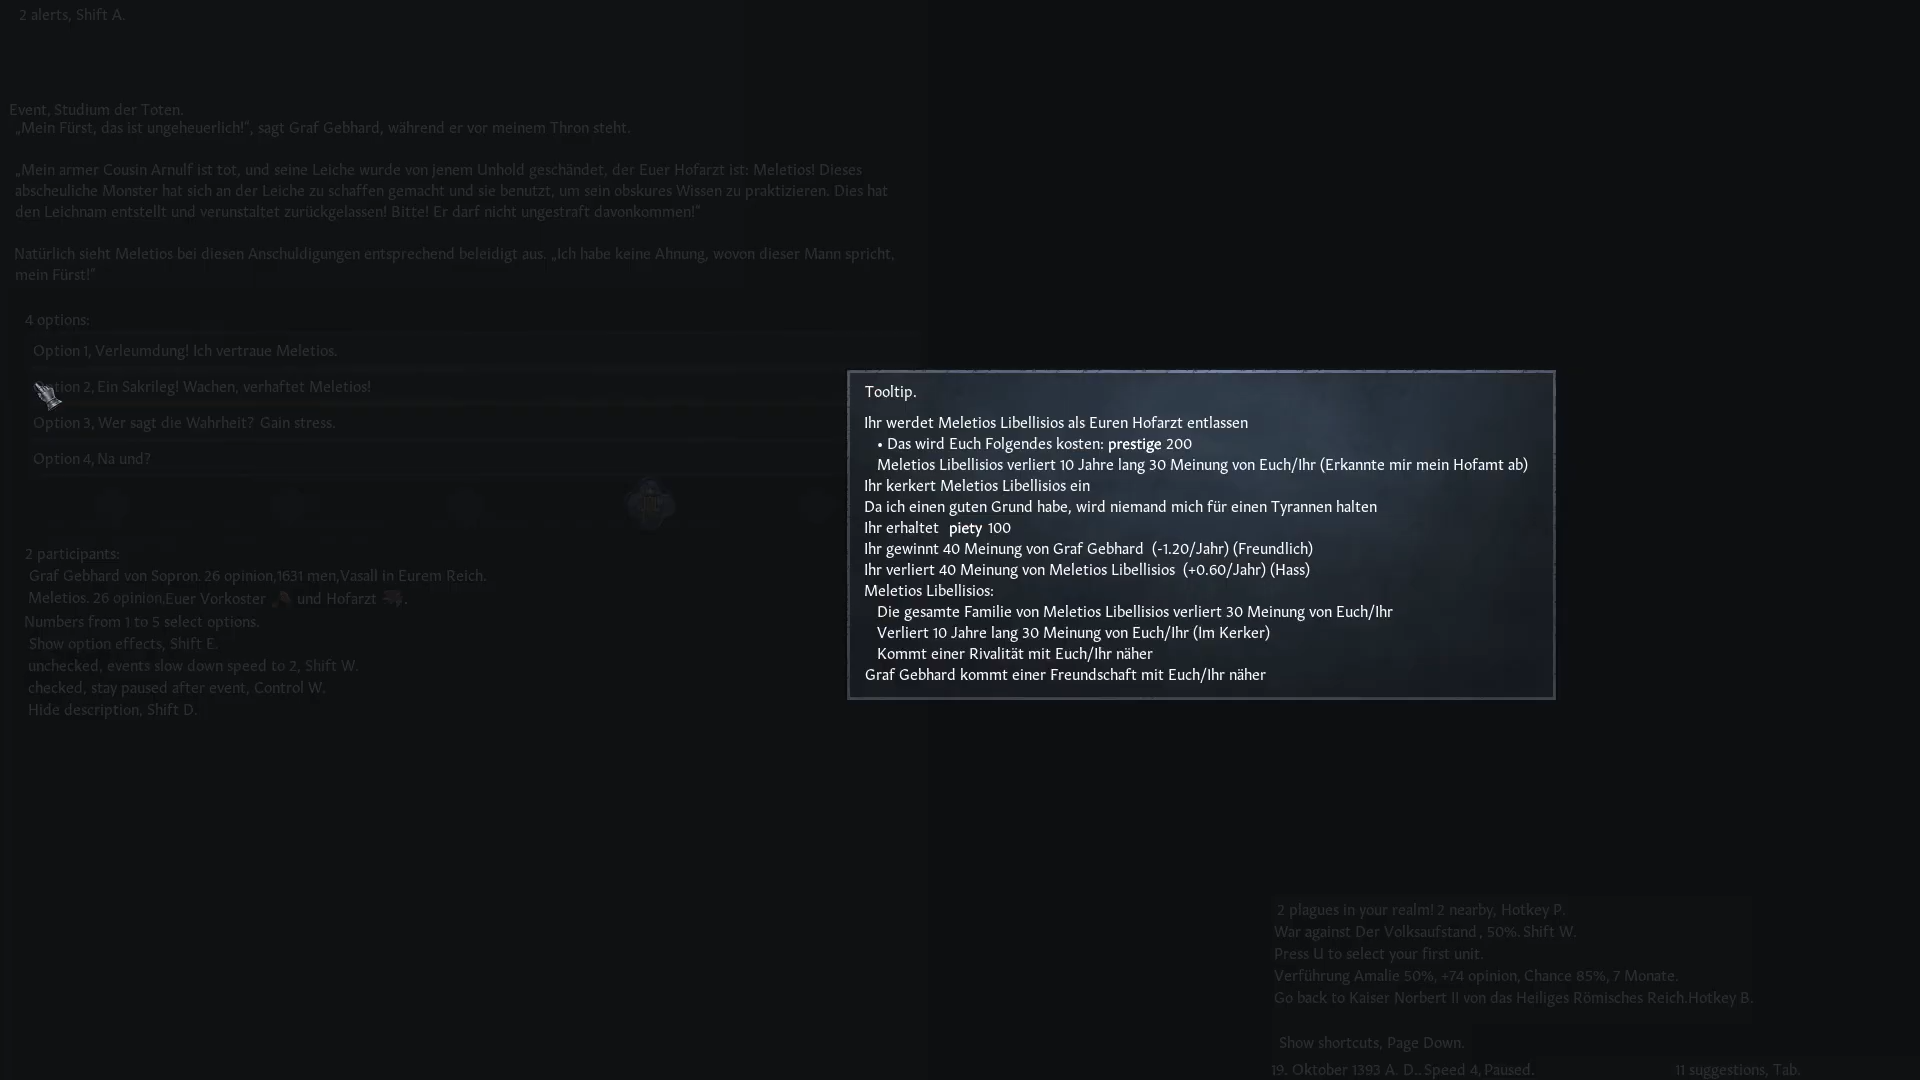 2 alerts, Shift A.
Event, Studium der Toten.
„Mein Fürst, das ist ungeheuerlich!“, sagt Graf Gebhard, während er vor meinem Thron steht.
„Mein armer Cousin Arnulf ist tot, und seine Leiche wurde von jenem Unhold geschändet, der Euer Hofarzt ist: Meletios! Dieses
abscheuliche Monster hat sich an der Leiche zu schaffen gemacht und sie benutzt, um sein obskures Wissen zu praktizieren. Dies hat
den Leichnam entstellt und verunstaltet zurückgelassen! Bitte! Er darf nicht ungestraft davonkommen!“
Natürlich sieht Meletios bei diesen Anschuldigungen entsprechend beleidigt aus. „Ich habe keine Ahnung, wovon dieser Mann spricht,
mein Fürst!“
4 options:
Option 1, Verleumdung! Ich vertraue Meletios.
Option 2, Ein Sakrileg! Wachen, verhaftet Meletios!
Option 3, Wer sagt die Wahrheit? Gain stress.
Option 4, Na und?
2 participants:
Graf Gebhard von Sopron. 26 opinion,1631 men,Vasall in Eurem Reich.
Meletios. 26 opinion,Euer Vorkoster und Hofarzt .
Numbers from 1 to 5 select options.
Show option effects, Shift E.
unchecked, events slow down speed to 2, Shift W.
checked, stay paused after event, Control W.
Hide description, Shift D.
Tooltip.
Ihr werdet Meletios Libellisios als Euren Hofarzt entlassen
• Das wird Euch Folgendes kosten: prestige 200
Meletios Libellisios verliert 10 Jahre lang 30 Meinung von Euch/Ihr (Erkannte mir mein Hofamt ab)
Ihr kerkert Meletios Libellisios ein
Da ich einen guten Grund habe, wird niemand mich für einen Tyrannen halten
Ihr erhaltet piety 100
Ihr gewinnt 40 Meinung von Graf Gebhard (-1.20/Jahr) (Freundlich)
Ihr verliert 40 Meinung von Meletios Libellisios (+0.60/Jahr) (Hass)
Meletios Libellisios:
Die gesamte Familie von Meletios Libellisios verliert 30 Meinung von Euch/Ihr
Verliert 10 Jahre lang 30 Meinung von Euch/Ihr (Im Kerker)
Kommt einer Rivalität mit Euch/Ihr näher
Graf Gebhard kommt einer Freundschaft mit Euch/Ihr näher
2 plagues in your realm! 2 nearby, Hotkey P.
War against Der Volksaufstand , 50%. Shift W.
Press U to select your first unit.
Verführung Amalie 50%, +74 opinion, Chance 85%, 7 Monate.
Go back to Kaiser Norbert II von das Heiliges Römisches Reich.Hotkey B.
Show shortcuts, Page Down.
19. Oktober 1393 A. D.. Speed 4, Paused.
11 suggestions, Tab.